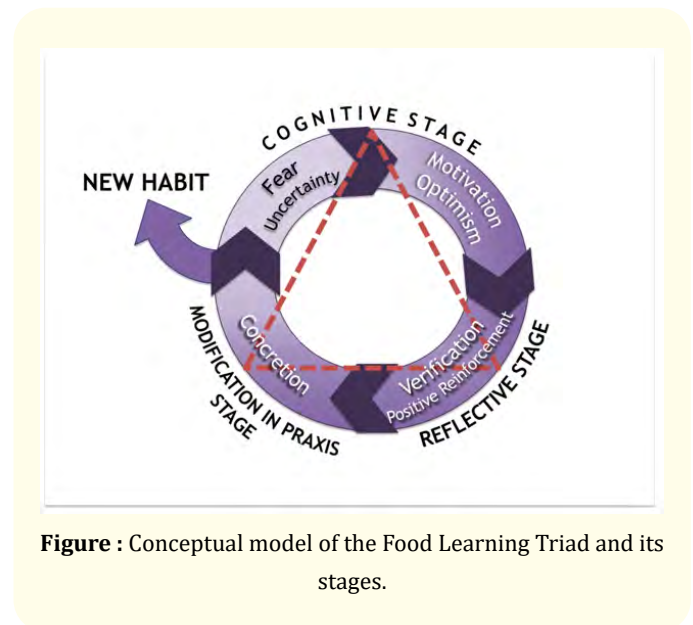 COGNITIVE STAGE
Fear
Uncertainty
Motivation
Optimism
NEW HABIT
Concretion
Verification
Positive Reinforcement
MODIFICATION IN PRAXIS
STAGE
REFLECTIVE STAGE
Figure : Conceptual model of the Food Learning Triad and its
stages.